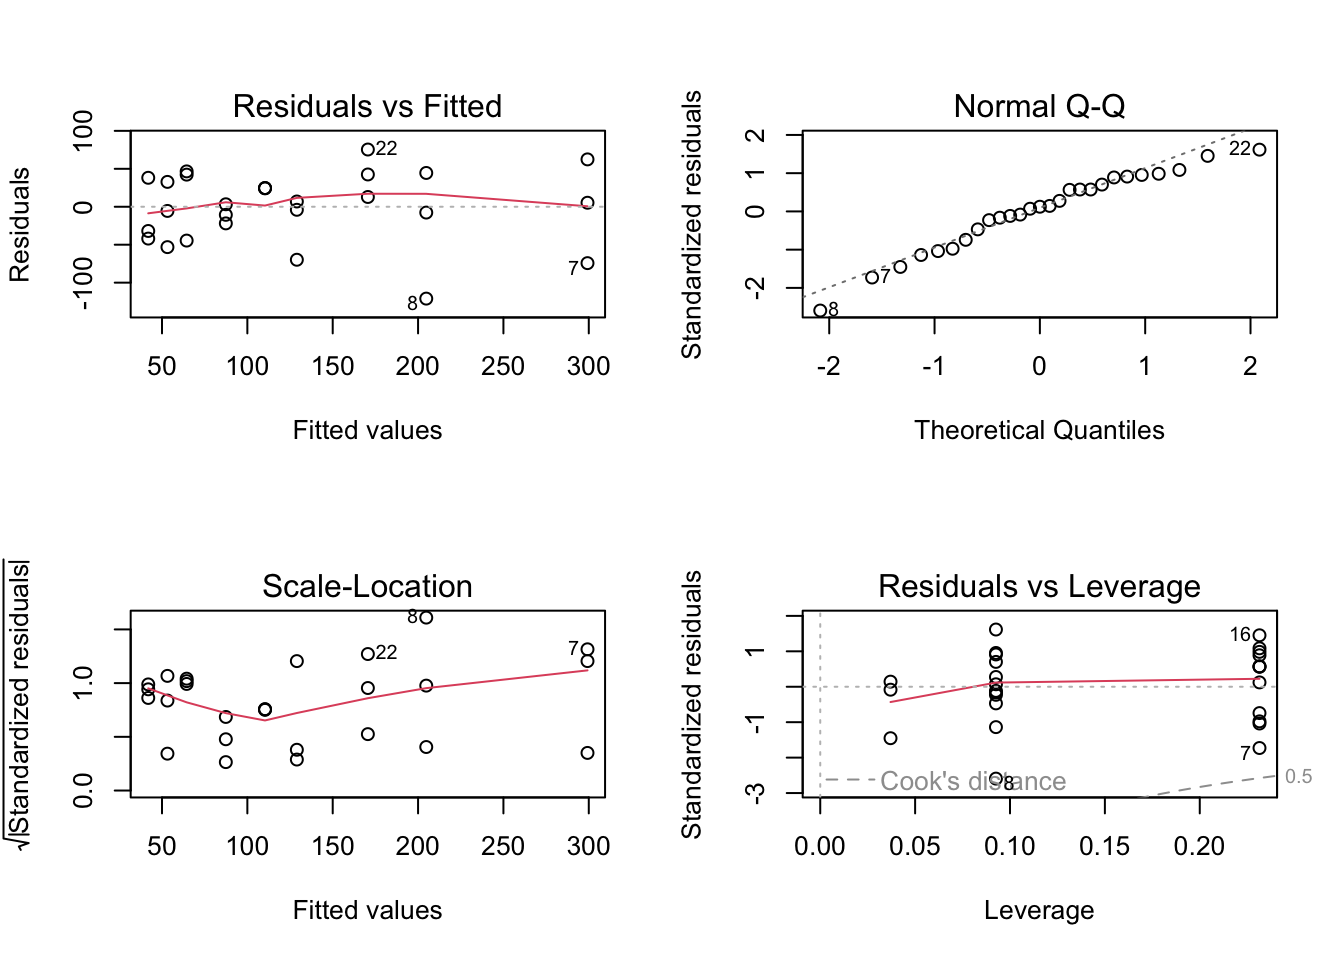 Residuals vs Fitted
Residuals
100
0
-100
22
7
8
50 100 150 200 250 300
Fitted values
Normal Q-Q
Standardized residuals
2
1
0
-2
22
7
8
-2 -1 0 1 2
Theoretical Quantiles
Scale-Location
√|Standardized residuals|
1.0
0.0
8
22
7
50 100 150 200 250 300
Fitted values
Residuals vs Leverage
Standardized residuals
1
-1
-3
16
7
8
Cook's distance
0.5
0.00 0.05 0.10 0.15 0.20
Leverage